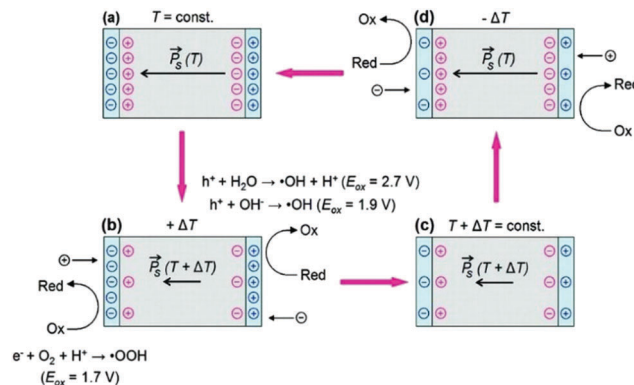 (a)
T = const.
⊖ ⊕ P⃗s (T) ⊖ ⊕
(d)
- ΔT
Ox
Red
⊖
P⃗s (T)
⊕
Red
Ox
h⁺ + H₂O → •OH + H⁺ (Eox = 2.7 V)
h⁺ + OH⁻ → •OH (Eox = 1.9 V)
(b)
+ ΔT
⊕
Red
Ox
P⃗s (T + ΔT)
Ox
Red
⊖
e⁻ + O₂ + H⁺ → •OOH
(Eox = 1.7 V)
(c)
T + ΔT = const.
P⃗s (T + ΔT)